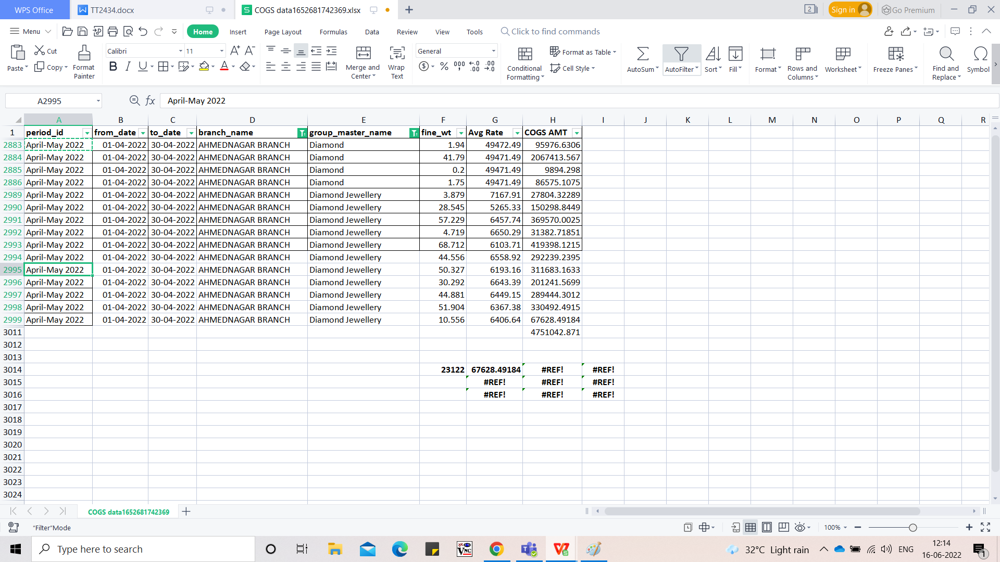 WPS Office TT2434.docx COGS data1652681742369.xlsx 2 Sign in Go Premium
Menu Home Insert Page Layout Formulas Data Review View Tools Click to find commands
Paste Cut Copy Format Painter Calibri 11 B I U A Merge and Center Wrap Text General Conditional Formatting Format as Table Cell Style AutoSum AutoFilter Sort Fill Format Rows and Columns Worksheet Freeze Panes Find and Replace Symbol
A2995 fx April-May 2022
A B C D E F G H I J K L M N O P Q R
1 period_id from_date to_date branch_name group_master_name fine_wt Avg Rate COGS AMT
2883 April-May 2022 01-04-2022 30-04-2022 AHMEDNAGAR BRANCH Diamond 1.94 49472.49 95976.6306
2884 April-May 2022 01-04-2022 30-04-2022 AHMEDNAGAR BRANCH Diamond 41.79 49471.49 2067413.567
2885 April-May 2022 01-04-2022 30-04-2022 AHMEDNAGAR BRANCH Diamond 0.2 49471.49 9894.298
2886 April-May 2022 01-04-2022 30-04-2022 AHMEDNAGAR BRANCH Diamond 1.75 49471.49 86575.1075
2989 April-May 2022 01-04-2022 30-04-2022 AHMEDNAGAR BRANCH Diamond Jewellery 3.879 7167.91 27804.32289
2990 April-May 2022 01-04-2022 30-04-2022 AHMEDNAGAR BRANCH Diamond Jewellery 28.545 5265.33 150298.8449
2991 April-May 2022 01-04-2022 30-04-2022 AHMEDNAGAR BRANCH Diamond Jewellery 57.229 6457.74 369570.0025
2992 April-May 2022 01-04-2022 30-04-2022 AHMEDNAGAR BRANCH Diamond Jewellery 4.719 6650.29 31382.71851
2993 April-May 2022 01-04-2022 30-04-2022 AHMEDNAGAR BRANCH Diamond Jewellery 68.712 6103.71 419398.1215
2994 April-May 2022 01-04-2022 30-04-2022 AHMEDNAGAR BRANCH Diamond Jewellery 44.556 6558.92 292239.2395
2995 April-May 2022 01-04-2022 30-04-2022 AHMEDNAGAR BRANCH Diamond Jewellery 50.327 6193.16 311683.1633
2996 April-May 2022 01-04-2022 30-04-2022 AHMEDNAGAR BRANCH Diamond Jewellery 30.292 6643.39 201241.5699
2997 April-May 2022 01-04-2022 30-04-2022 AHMEDNAGAR BRANCH Diamond Jewellery 44.881 6449.15 289444.3012
2998 April-May 2022 01-04-2022 30-04-2022 AHMEDNAGAR BRANCH Diamond Jewellery 51.904 6367.38 330492.4915
2999 April-May 2022 01-04-2022 30-04-2022 AHMEDNAGAR BRANCH Diamond Jewellery 10.556 6406.64 67628.49184
3011 4751042.871
3012
3013
3014 23122 67628.49184 #REF! #REF!
3015 #REF! #REF! #REF!
3016 #REF! #REF! #REF!
3017
3018
3019
3020
3021
3022
3023
3024
COGS data1652681742369
"Filter"Mode 100%
Type here to search 32°C Light rain ENG 12:14
16-06-2022 1